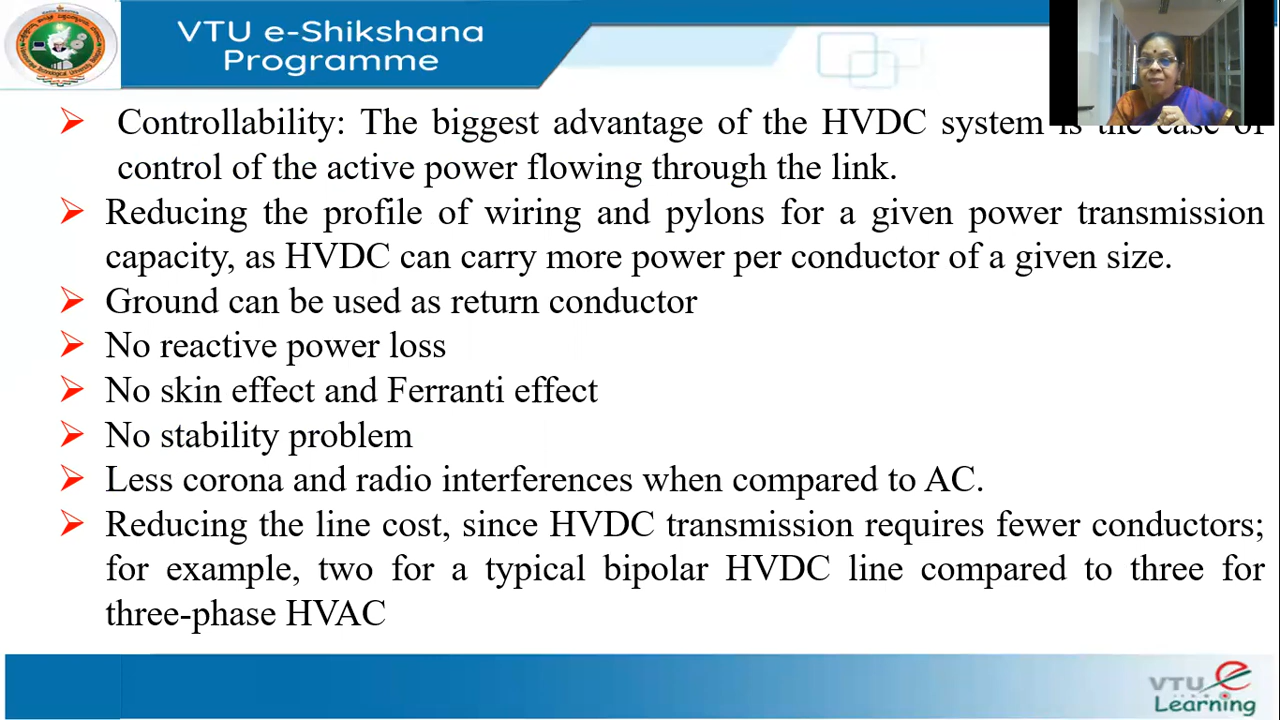 VTU e-Shikshana
Programme
Controllability: The biggest advantage of the HVDC system is the ease of
control of the active power flowing through the link.
Reducing the profile of wiring and pylons for a given power transmission
capacity, as HVDC can carry more power per conductor of a given size.
Ground can be used as return conductor
No reactive power loss
No skin effect and Ferranti effect
No stability problem
Less corona and radio interferences when compared to AC.
Reducing the line cost, since HVDC transmission requires fewer conductors;
for example, two for a typical bipolar HVDC line compared to three for
three-phase HVAC
VTU e
Learning